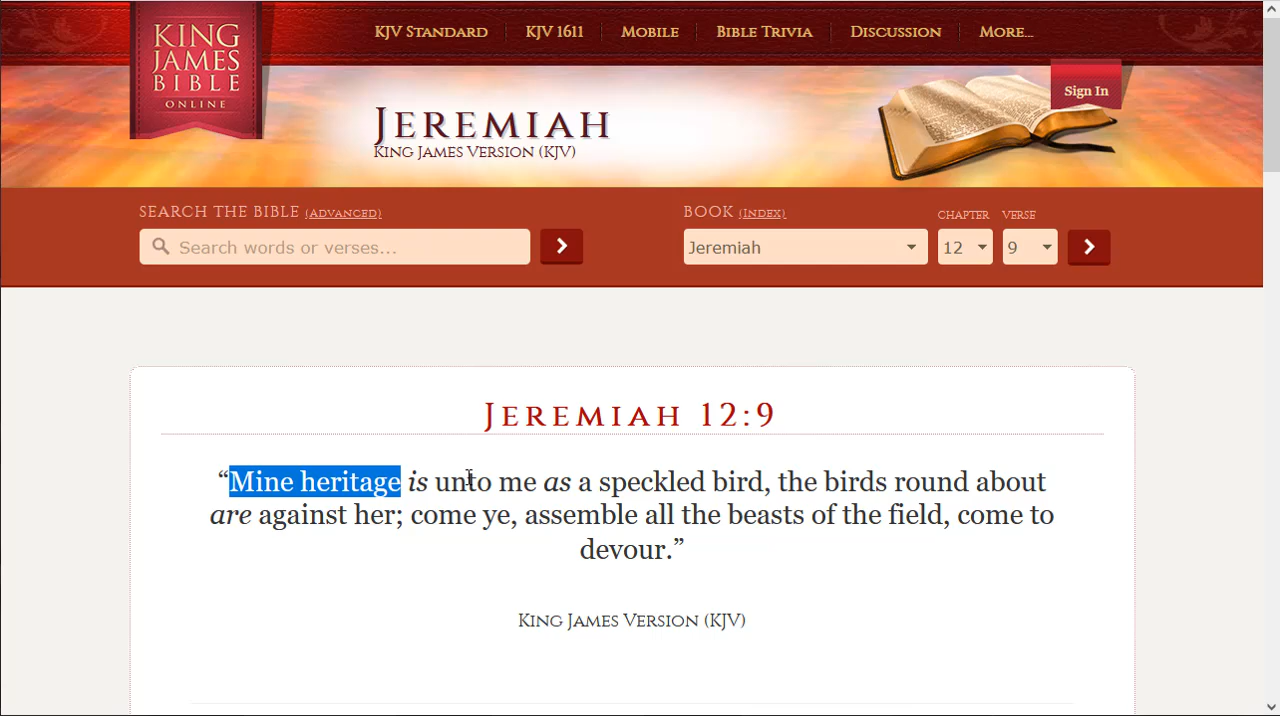 KING
JAMES
BIBLE
ONLINE
KJV Standard KJV 1611 Mobile Bible Trivia Discussion More...
Sign In
Jeremiah
King James Version (KJV)
Search the Bible (Advanced) Book (Index) Chapter Verse
Search words or verses... Jeremiah 12 9
Jeremiah 12:9
“Mine heritage is unto me as a speckled bird, the birds round about
are against her; come ye, assemble all the beasts of the field, come to
devour.”
King James Version (KJV)